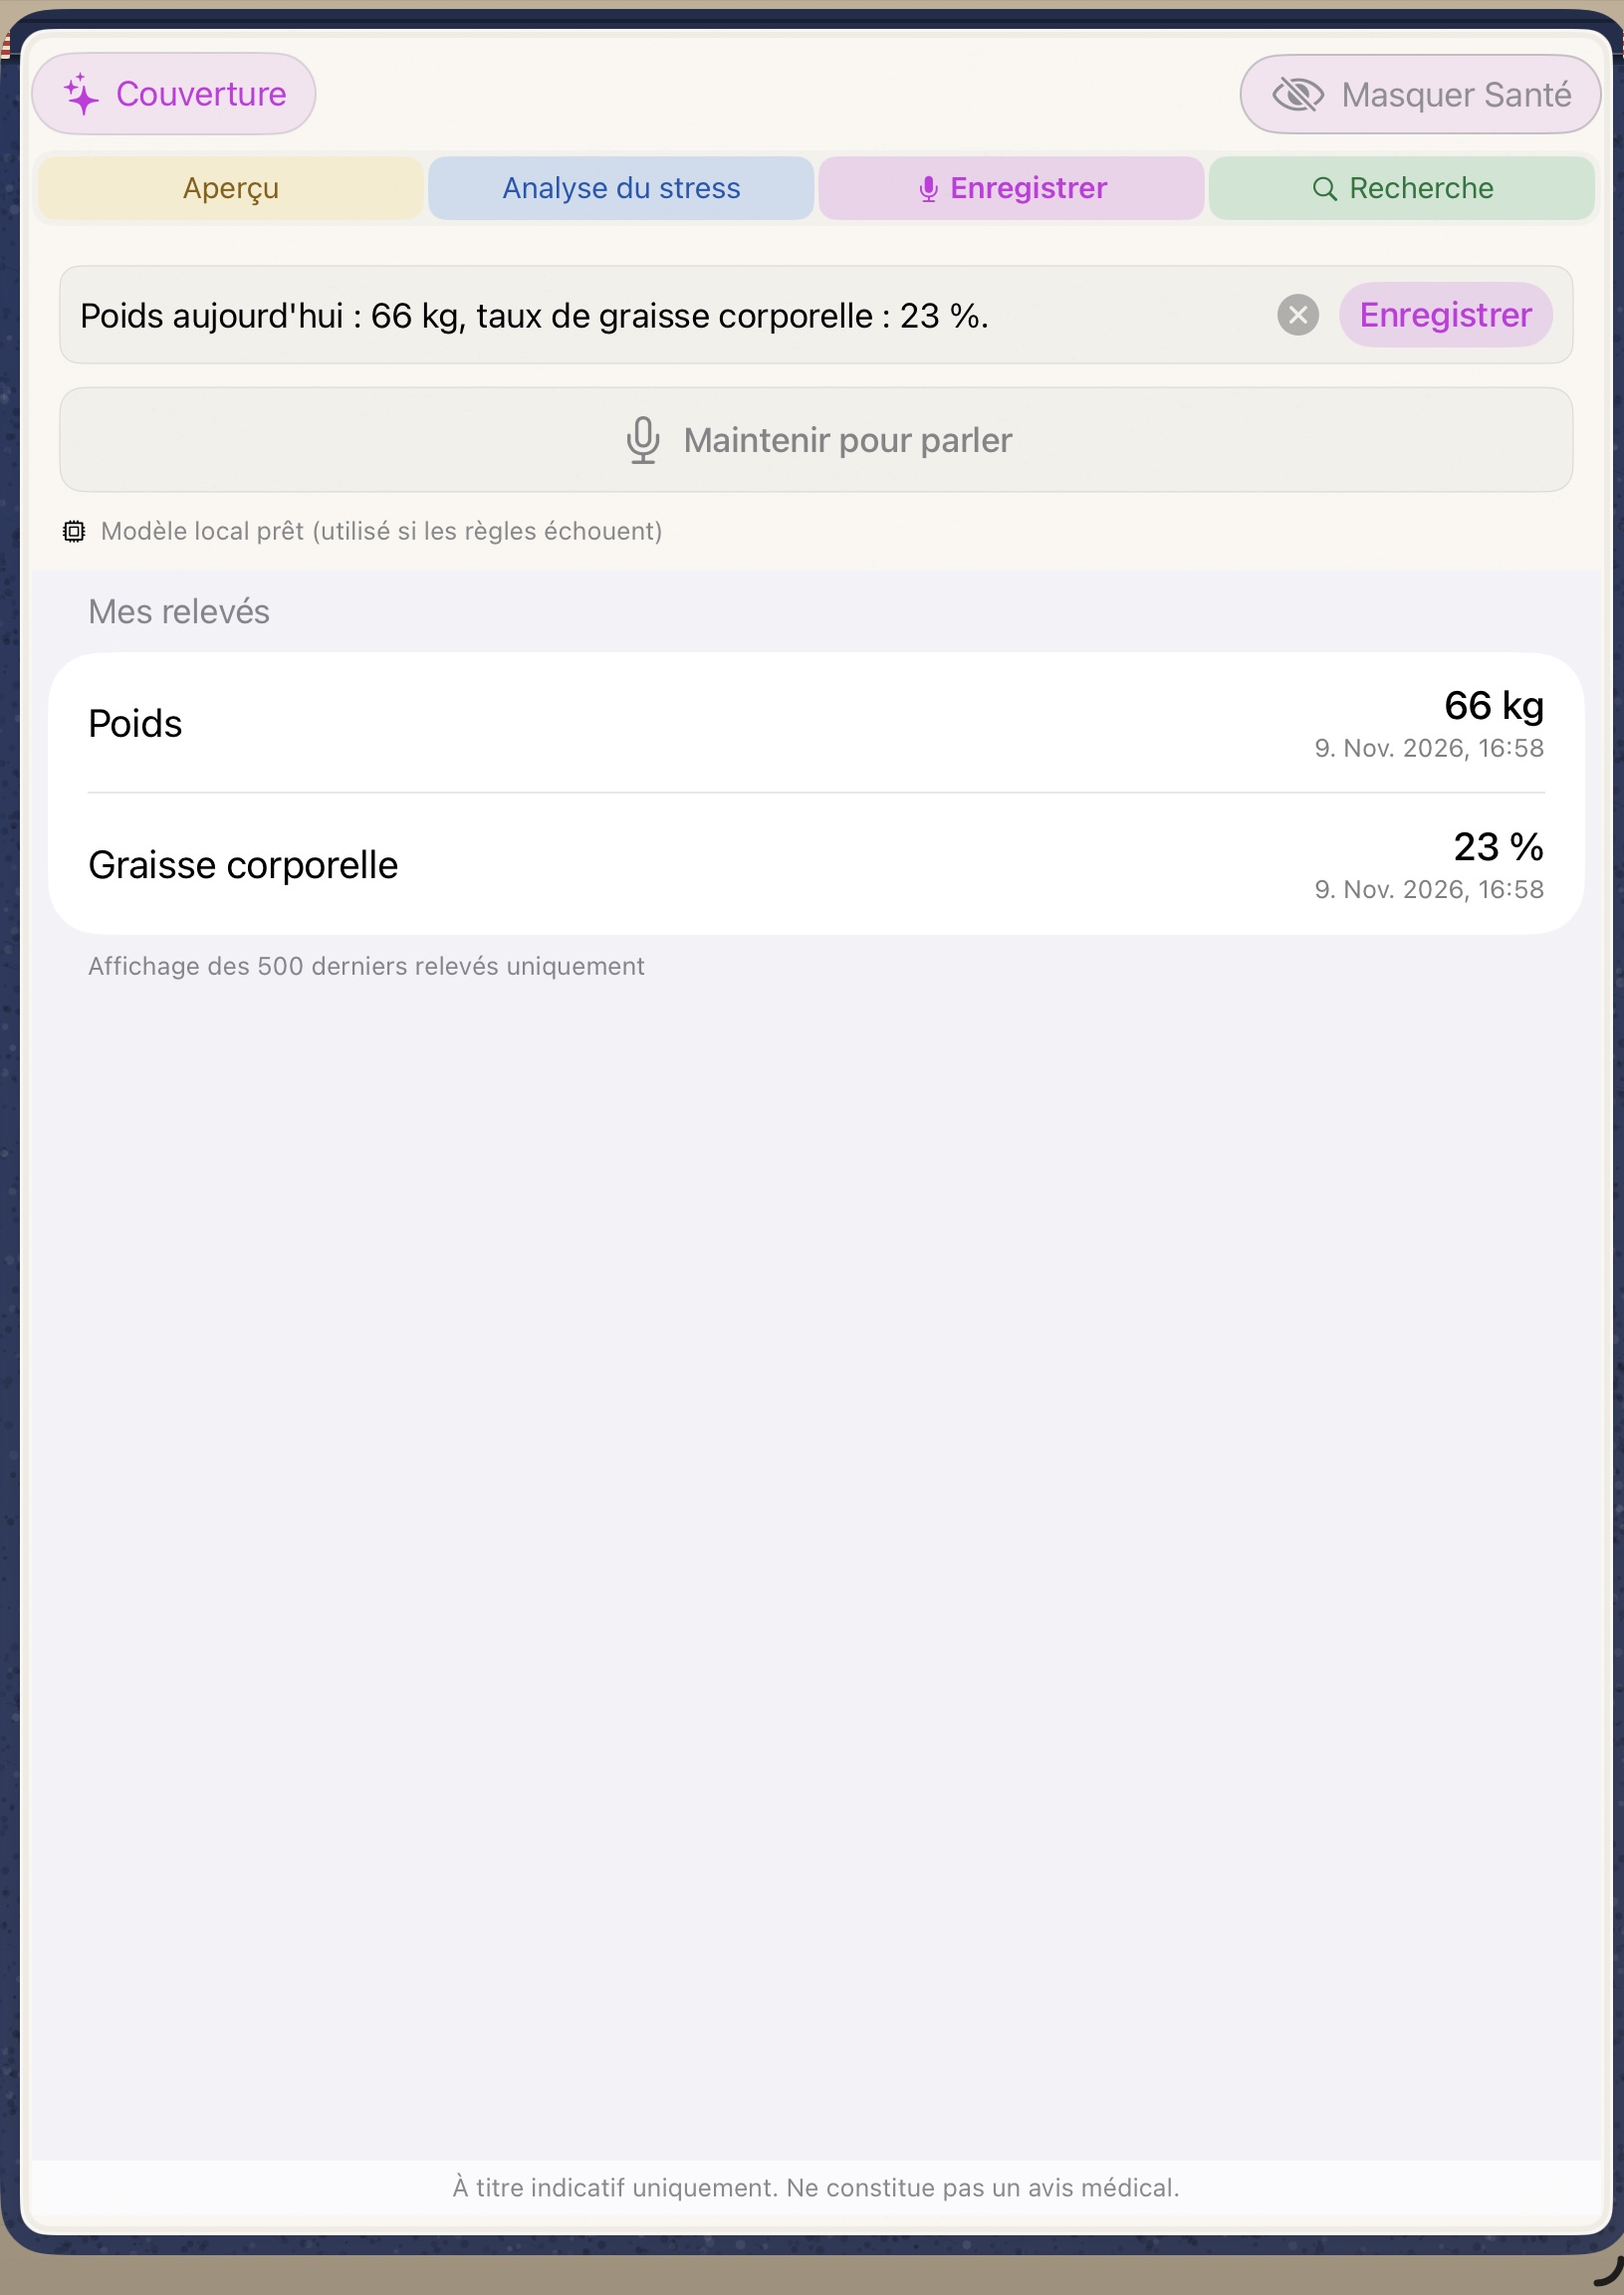 Couverture
Masquer Santé
Aperçu
Analyse du stress
Enregistrer
Recherche
Poids aujourd'hui : 66 kg, taux de graisse corporelle : 23 %.
Enregistrer
Maintenir pour parler
Modèle local prêt (utilisé si les règles échouent)
Mes relevés
Poids
66 kg
9. Nov. 2026, 16:58
Graisse corporelle
23 %
9. Nov. 2026, 16:58
Affichage des 500 derniers relevés uniquement
À titre indicatif uniquement. Ne constitue pas un avis médical.